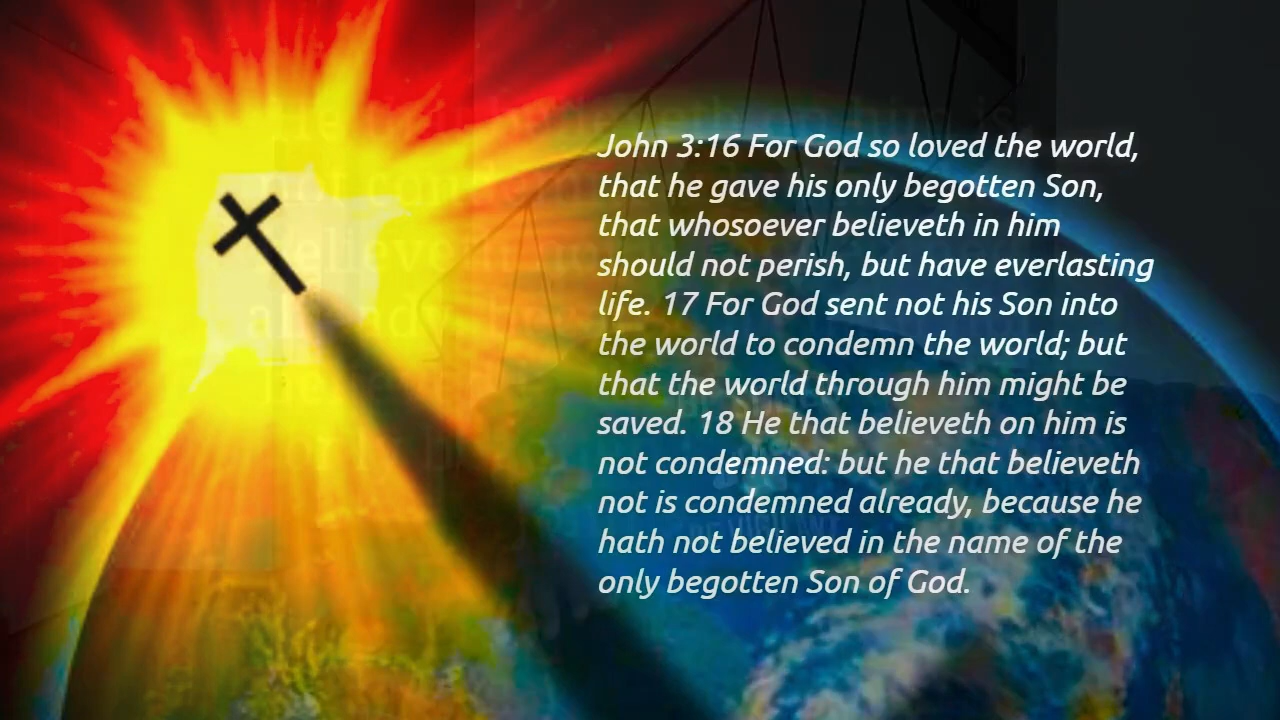 John 3:16 For God so loved the world,
that he gave his only begotten Son,
that whosoever believeth in him
should not perish, but have everlasting
life. 17 For God sent not his Son into
the world to condemn the world; but
that the world through him might be
saved. 18 He that believeth on him is
not condemned: but he that believeth
not is condemned already, because he
hath not believed in the name of the
only begotten Son of God.